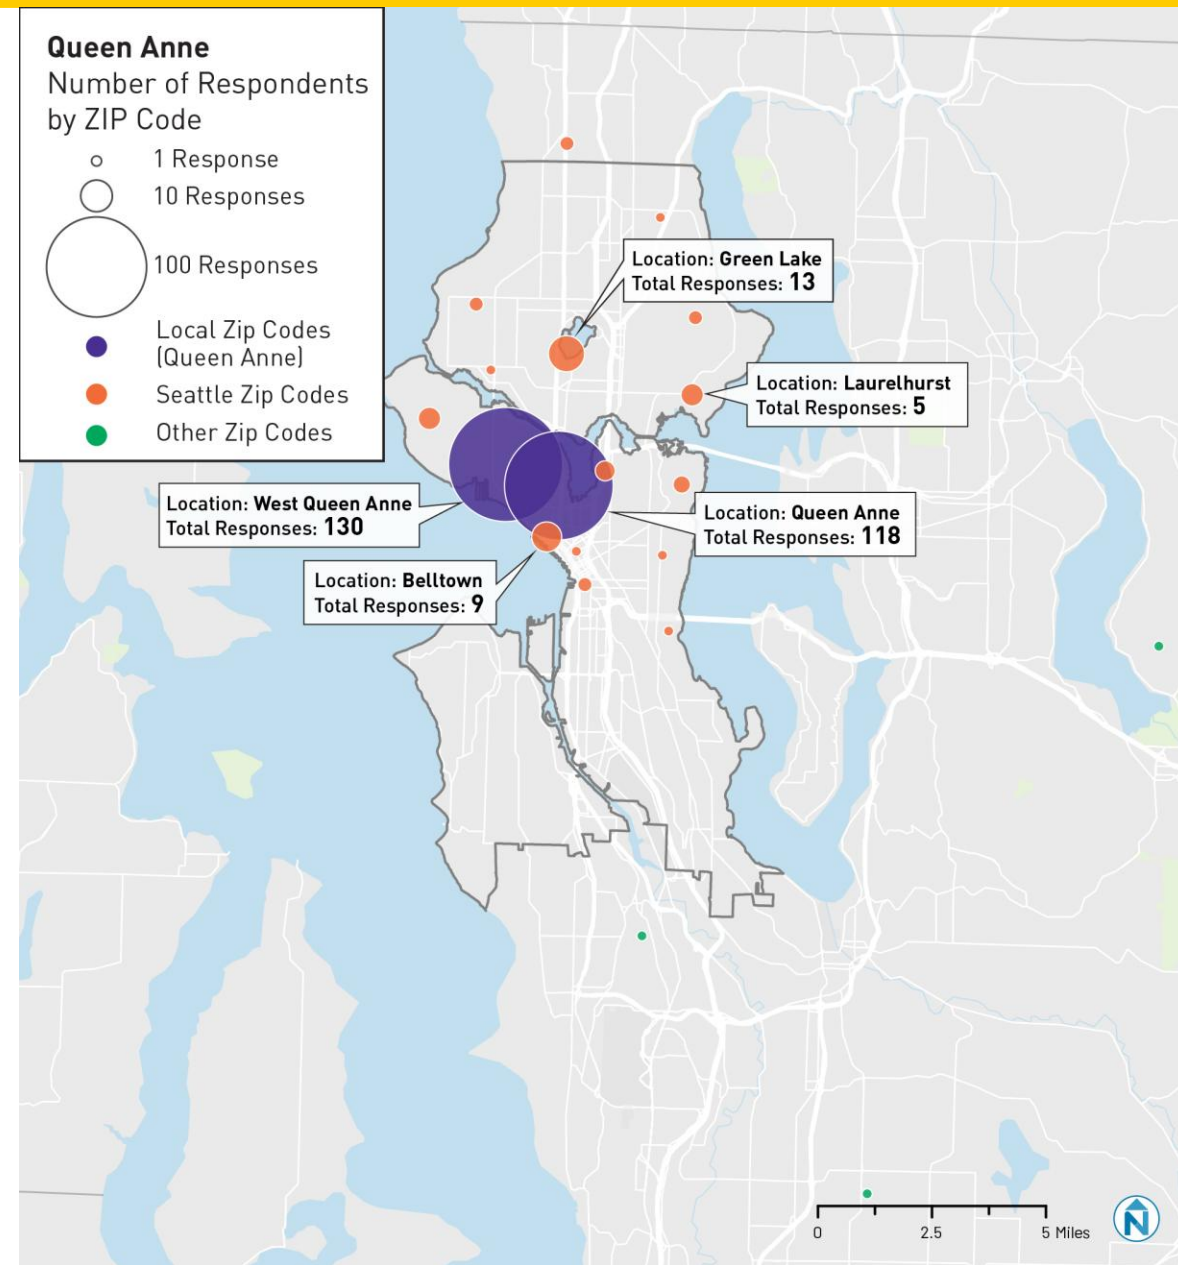 Queen Anne
Number of Respondents
by ZIP Code
1 Response
10 Responses
100 Responses
Local Zip Codes
(Queen Anne)
Seattle Zip Codes
Other Zip Codes
Location: Green Lake
Total Responses: 13
Location: Laurelhurst
Total Responses: 5
Location: West Queen Anne
Total Responses: 130
Location: Queen Anne
Total Responses: 118
Location: Belltown
Total Responses: 9
0 2.5 5 Miles
N